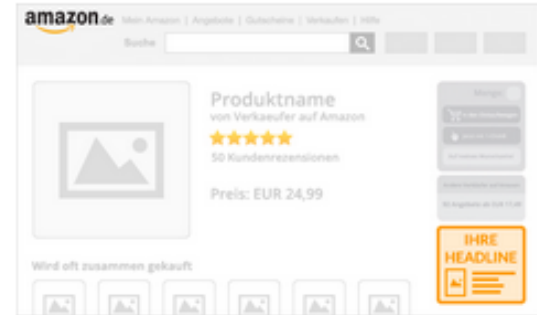 amazon.de
Mein Amazon | Angebote | Gutscheine | Verkaufen | Hilfe
Suche
Produktname
von Verkaeufer auf Amazon
50 Kundenrezensionen
Preis: EUR 24,99
Menge:
IHRE
HEADLINE
Wird oft zusammen gekauft